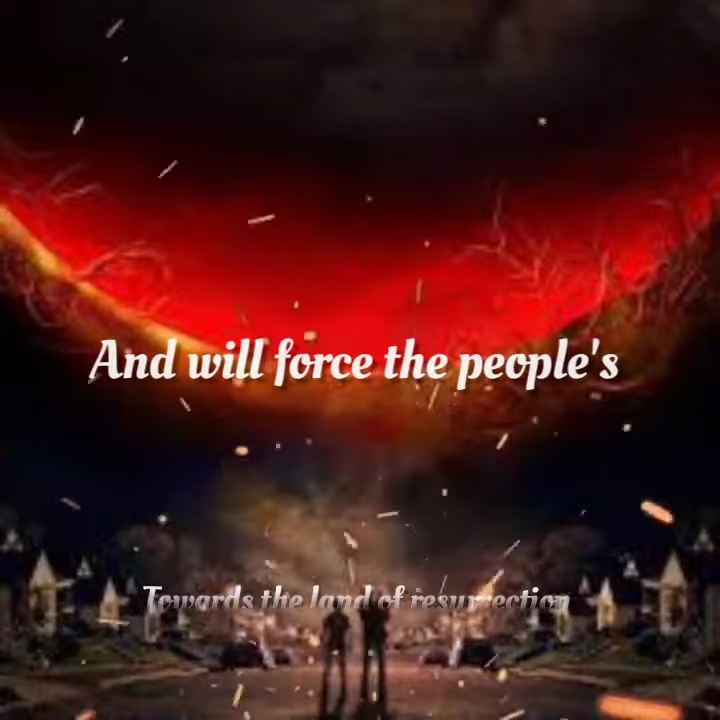 And will force the people's
Towards the land of resurrection